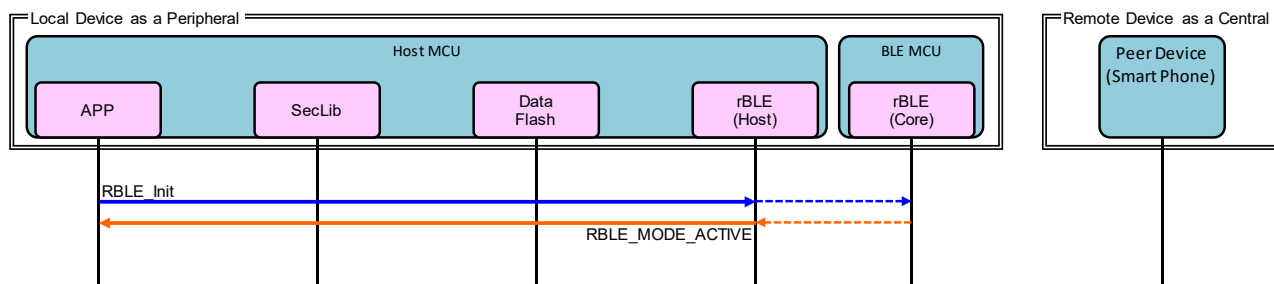 Local Device as a Peripheral
Remote Device as a Central
Host MCU
BLE MCU
Peer Device
(Smart Phone)
APP
SecLib
Data
Flash
rBLE
(Host)
rBLE
(Core)
RBLE_Init
RBLE_MODE_ACTIVE